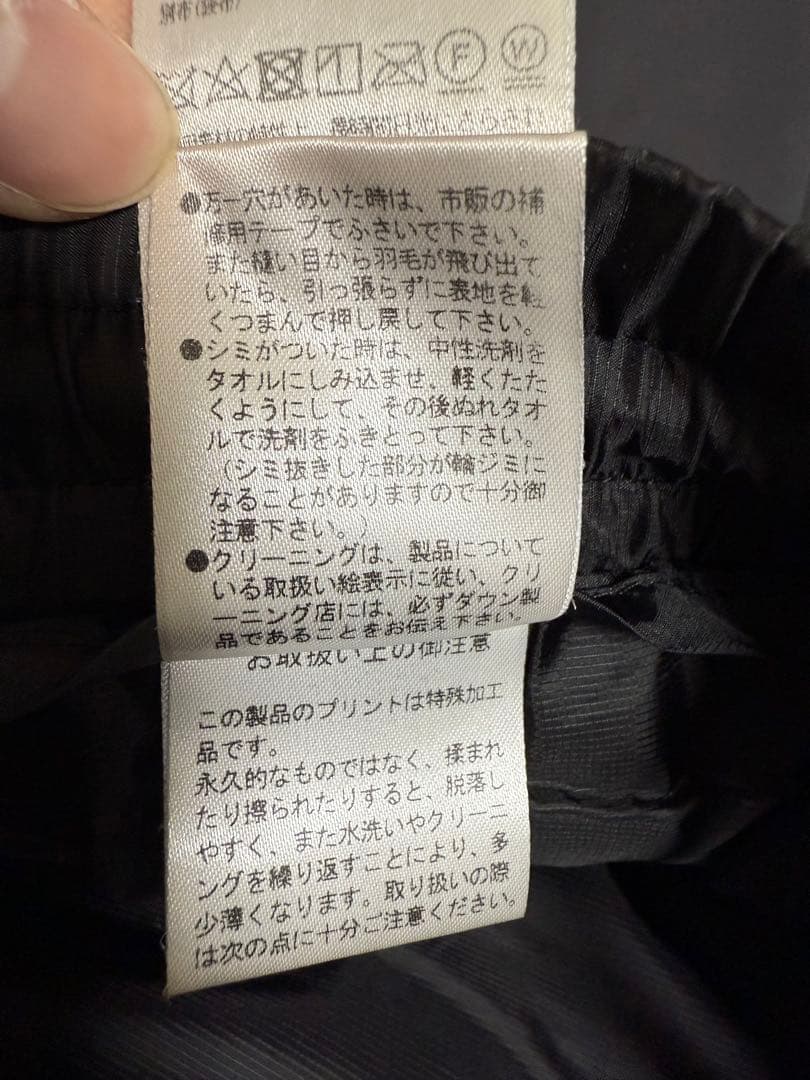 別布(袋布)
F W
●万一穴があいた時は、市販の補
修用テープでふさいで下さい。
また縫い目から羽毛が飛び出て
いたら、引っ張らずに表地を軽
くつまんで押し戻して下さい。
●シミがついた時は、中性洗剤を
タオルにしみ込ませ、軽くたた
くようにして、その後ぬれタオ
ルで洗剤をふきとって下さい。
(シミ抜きした部分が輪ジミに
なることがありますので十分御
注意下さい。)
●クリーニングは、製品について
いる取扱い絵表示に従い、クリ
ーニング店には、必ずダウン製
品であることをお伝え下さい。
お取扱い上の御注意
この製品のプリントは特殊加工
品です。
永久的なものではなく、揉まれ
たり擦られたりすると、脱落し
やすく、また水洗いやクリーニ
ングを繰り返すことにより、多
少薄くなります。取り扱いの際
は次の点に十分ご注意ください。